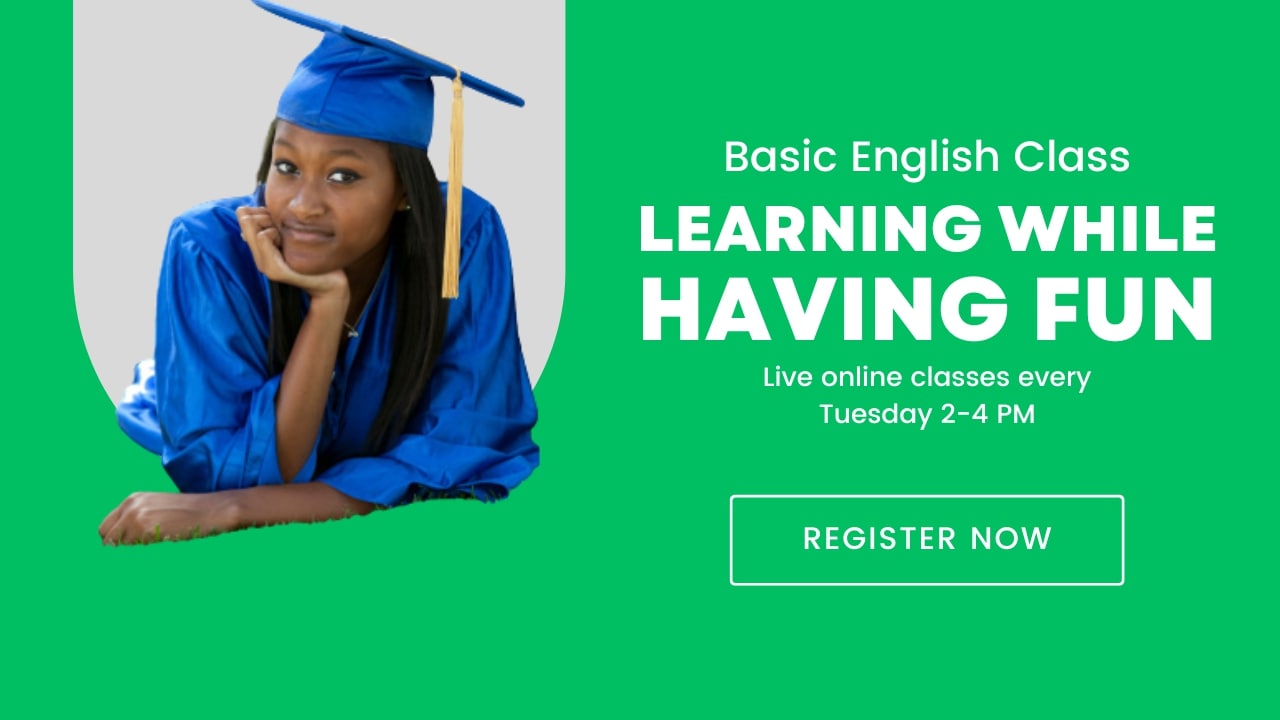 Basic English Class
LEARNING WHILE
HAVING FUN
Live online classes every
Tuesday 2-4 PM
REGISTER NOW